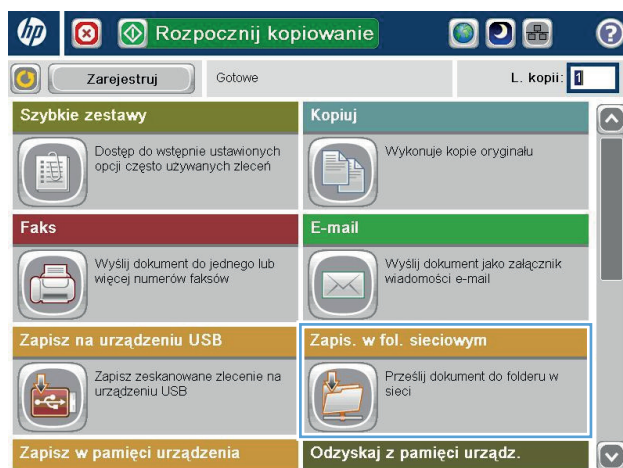 hp
Rozpocznij kopiowanie
?
Zarejestruj
Gotowe
L. kopii: 1
Szybkie zestawy
Dostęp do wstępnie ustawionych
opcji często używanych zleceń
Kopiuj
Wykonuje kopie oryginału
Faks
Wyślij dokument do jednego lub
więcej numerów faksów
E-mail
Wyślij dokument jako załącznik
wiadomości e-mail
Zapisz na urządzeniu USB
Zapisz zeskanowane zlecenie na
urządzeniu USB
Zapis. w fol. sieciowym
Prześlij dokument do folderu w
sieci
Zapisz w pamięci urządzenia
Odzyskaj z pamięci urządz.